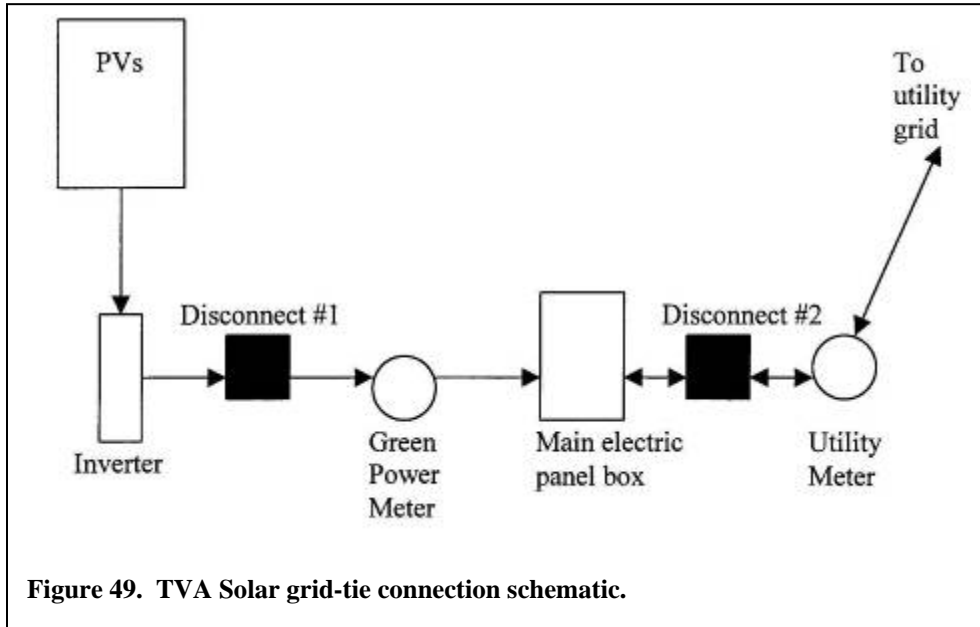 PVs
To
utility
grid
Disconnect #1
Disconnect #2
Inverter
Green
Power
Meter
Main electric
panel box
Utility
Meter
Figure 49. TVA Solar grid-tie connection schematic.